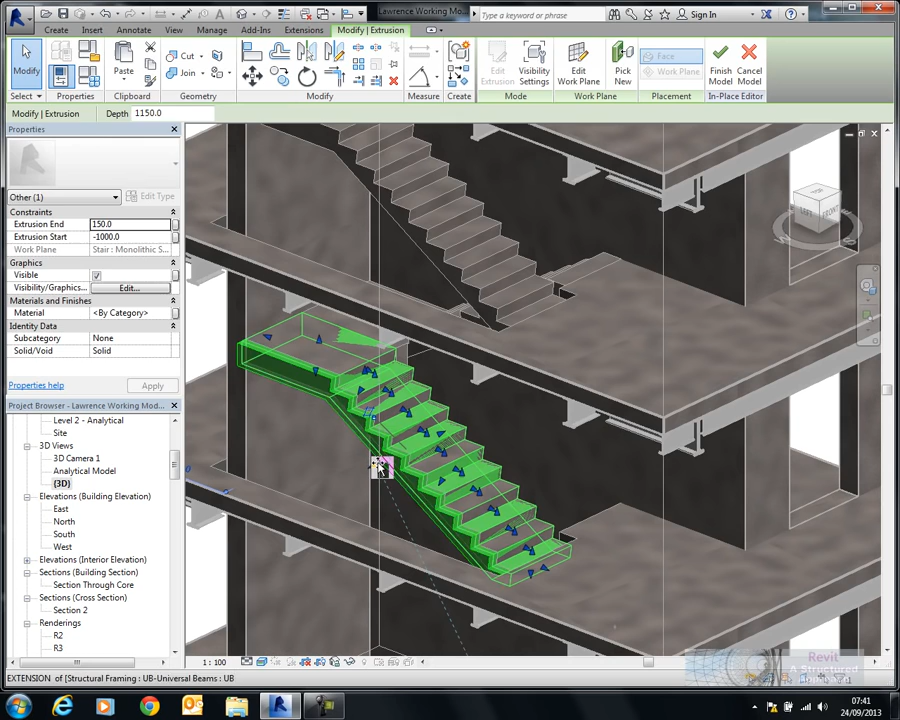 Lawrence Working Mo...
Type a keyword or phrase
Sign In
Create
Insert
Annotate
View
Manage
Add-Ins
Extensions
Modify | Extrusion
Modify
Paste
Cut
Join
Edit Extrusion
Visibility Settings
Edit Work Plane
Pick New
Face
Work Plane
Finish Model
Cancel Model
Select
Properties
Clipboard
Geometry
Modify
Measure
Create
Mode
Work Plane
Placement
In-Place Editor
Modify | Extrusion
Depth 1150.0
Properties
Other (1)
Edit Type
Constraints
Extrusion End 150.0
Extrusion Start -1000.0
Work Plane Stair : Monolithic S...
Graphics
Visible
Visibility/Graphics... Edit...
Materials and Finishes
Material <By Category>
Identity Data
Subcategory None
Solid/Void Solid
Properties help
Apply
Project Browser - Lawrence Working Mod...
Level 2 - Analytical
Site
3D Views
3D Camera 1
Analytical Model
{3D}
Elevations (Building Elevation)
East
North
South
West
Elevations (Interior Elevation)
Sections (Building Section)
Section Through Core
Sections (Cross Section)
Section 2
Renderings
R2
R3
TOP
LEFT
FRONT
1 : 100
Revit
A Structured
EXTENSION of [Structural Framing : UB-Universal Beams : UB
07:41
24/09/2013